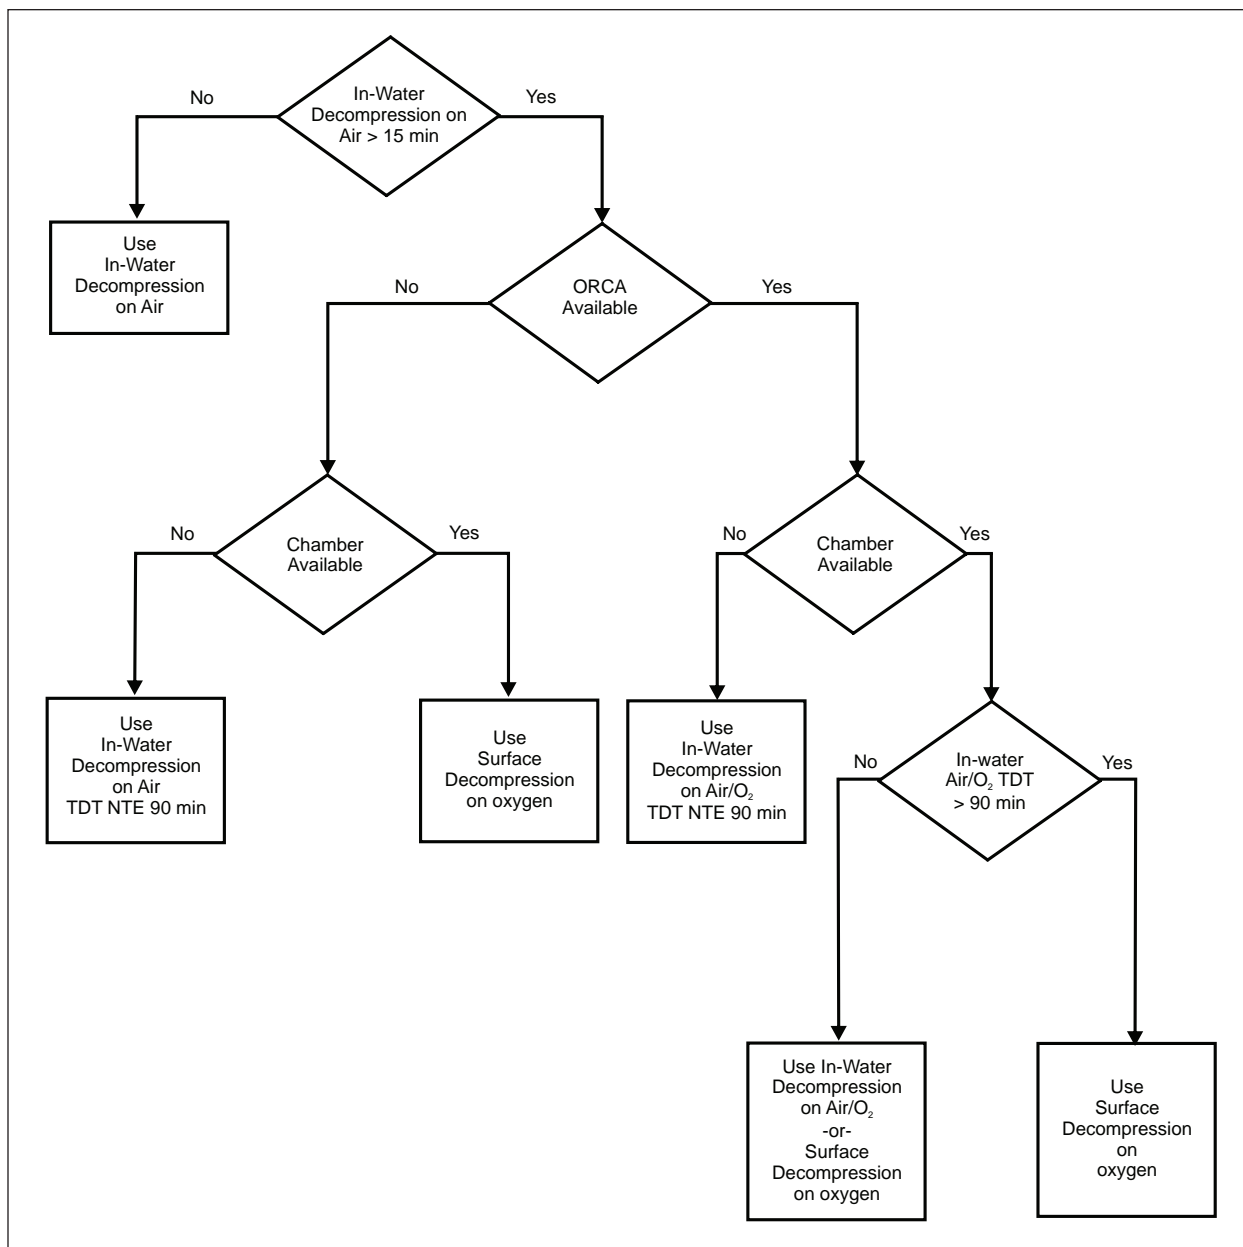 In-Water
Decompression on
Air > 15 min
No
Yes
Use
In-Water
Decompression
on Air
ORCA
Available
No
Yes
Chamber
Available
No
Yes
Chamber
Available
No
Yes
Use
In-Water
Decompression
on Air
TDT NTE 90 min
Use
Surface
Decompression
on oxygen
Use
In-Water
Decompression
on Air/O₂
TDT NTE 90 min
In-water
Air/O₂ TDT
> 90 min
No
Yes
Use In-Water
Decompression
on Air/O₂
-or-
Surface
Decompression
on oxygen
Use
Surface
Decompression
on
oxygen